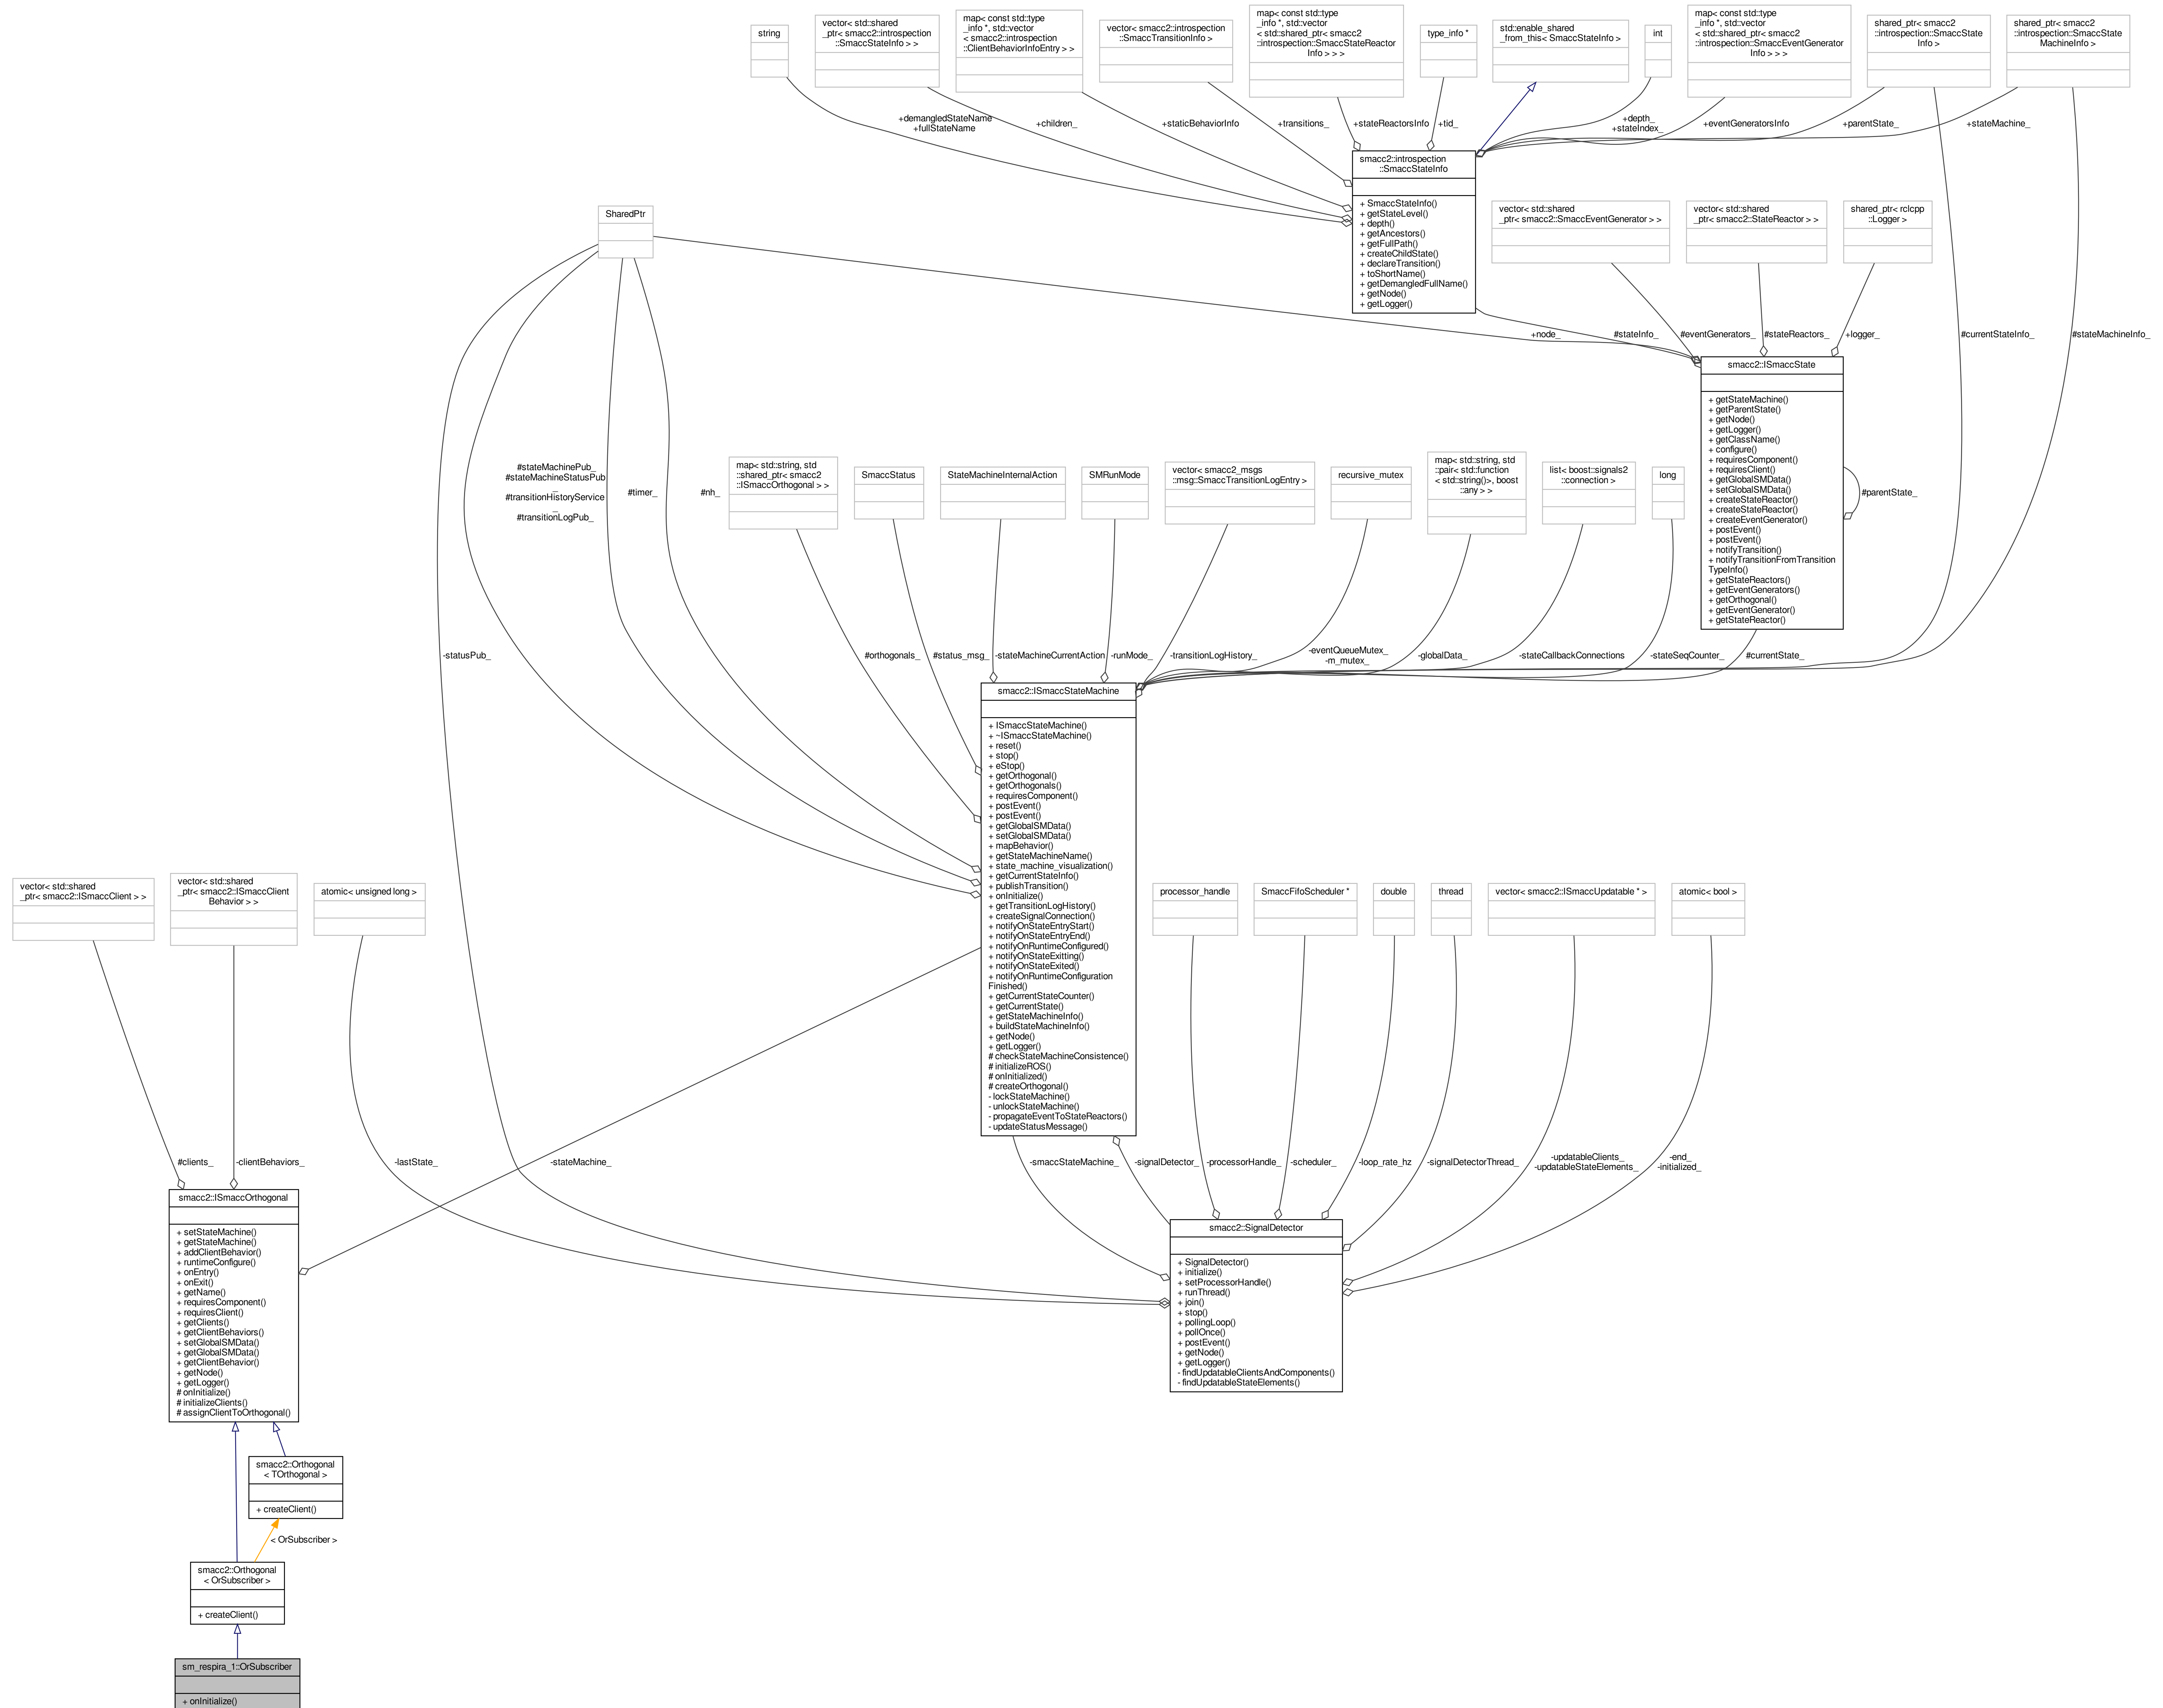 string
vector< std::shared
_ptr< smacc2::introspection
::SmaccStateInfo > >
map< const std::type
_info *, std::vector
< smacc2::introspection
::ClientBehaviorInfoEntry > >
vector< smacc2::introspection
::SmaccTransitionInfo >
map< const std::type
_info *, std::vector
< std::shared_ptr< smacc2
::introspection::SmaccStateReactor
Info > > >
type_info *
std::enable_shared
_from_this< SmaccStateInfo >
int
map< const std::type
_info *, std::vector
< std::shared_ptr< smacc2
::introspection::SmaccEventGenerator
Info > > >
shared_ptr< smacc2
::introspection::SmaccState
Info >
shared_ptr< smacc2
::introspection::SmaccState
MachineInfo >
+demangledStateName
+fullStateName
+children_
+staticBehaviorInfo
+transitions_
+stateReactorsInfo
+tid_
+depth_
+stateIndex_
+eventGeneratorsInfo
+parentState_
+stateMachine_
smacc2::introspection
::SmaccStateInfo
+ SmaccStateInfo()
+ getStateLevel()
+ depth()
+ getAncestors()
+ getFullPath()
+ createChildState()
+ declareTransition()
+ toShortName()
+ getDemangledFullName()
+ getNode()
+ getLogger()
SharedPtr
vector< std::shared
_ptr< smacc2::SmaccEventGenerator > >
vector< std::shared
_ptr< smacc2::StateReactor > >
shared_ptr< rclcpp
::Logger >
+node_
#stateInfo_
#eventGenerators_
#stateReactors_
+logger_
#currentStateInfo_
#stateMachineInfo_
smacc2::ISmaccState
+ getStateMachine()
+ getParentState()
+ getNode()
+ getLogger()
+ getClassName()
+ configure()
+ requiresComponent()
+ requiresClient()
+ getGlobalSMData()
+ setGlobalSMData()
+ createStateReactor()
+ createStateReactor()
+ createEventGenerator()
+ postEvent()
+ postEvent()
+ notifyTransition()
+ notifyTransitionFromTransition
TypeInfo()
+ getStateReactors()
+ getEventGenerators()
+ getOrthogonal()
+ getEventGenerator()
+ getStateReactor()
#parentState_
#stateMachinePub_
#stateMachineStatusPub
_
#transitionHistoryService
_
#transitionLogPub_
#timer_
#nh_
map< std::string, std
::shared_ptr< smacc2
::ISmaccOrthogonal > >
SmaccStatus
StateMachineInternalAction
SMRunMode
vector< smacc2_msgs
::msg::SmaccTransitionLogEntry >
recursive_mutex
map< std::string, std
::pair< std::function
< std::string()>, boost
::any > >
list< boost::signals2
::connection >
long
-statusPub_
#orthogonals_
#status_msg_
-stateMachineCurrentAction
-runMode_
-transitionLogHistory_
-eventQueueMutex_
-m_mutex_
-globalData_
-stateCallbackConnections
-stateSeqCounter_
#currentState_
smacc2::ISmaccStateMachine
+ ISmaccStateMachine()
+ ~ISmaccStateMachine()
+ reset()
+ stop()
+ eStop()
+ getOrthogonal()
+ getOrthogonals()
+ requiresComponent()
+ postEvent()
+ postEvent()
+ getGlobalSMData()
+ setGlobalSMData()
+ mapBehavior()
+ getStateMachineName()
+ state_machine_visualization()
+ getCurrentStateInfo()
+ publishTransition()
+ onInitialize()
+ getTransitionLogHistory()
+ createSignalConnection()
+ notifyOnStateEntryStart()
+ notifyOnStateEntryEnd()
+ notifyOnRuntimeConfigured()
+ notifyOnStateExitting()
+ notifyOnStateExited()
+ notifyOnRuntimeConfiguration
Finished()
+ getCurrentStateCounter()
+ getCurrentState()
+ getStateMachineInfo()
+ buildStateMachineInfo()
+ getNode()
+ getLogger()
# checkStateMachineConsistence()
# initializeROS()
# onInitialized()
# createOrthogonal()
- lockStateMachine()
- unlockStateMachine()
- propagateEventToStateReactors()
- updateStatusMessage()
vector< std::shared
_ptr< smacc2::ISmaccClient > >
vector< std::shared
_ptr< smacc2::ISmaccClient
Behavior > >
atomic< unsigned long >
processor_handle
SmaccFifoScheduler *
double
thread
vector< smacc2::ISmaccUpdatable * >
atomic< bool >
#clients_
-clientBehaviors_
-lastState_
-stateMachine_
-smaccStateMachine_
-signalDetector_
-processorHandle_
-scheduler_
-loop_rate_hz
-signalDetectorThread_
-updatableClients_
-updatableStateElements_
-end_
-initialized_
smacc2::ISmaccOrthogonal
+ setStateMachine()
+ getStateMachine()
+ addClientBehavior()
+ runtimeConfigure()
+ onEntry()
+ onExit()
+ getName()
+ requiresComponent()
+ requiresClient()
+ getClients()
+ getClientBehaviors()
+ setGlobalSMData()
+ getGlobalSMData()
+ getClientBehavior()
+ getNode()
+ getLogger()
# onInitialize()
# initializeClients()
# assignClientToOrthogonal()
smacc2::SignalDetector
+ SignalDetector()
+ initialize()
+ setProcessorHandle()
+ runThread()
+ join()
+ stop()
+ pollingLoop()
+ pollOnce()
+ postEvent()
+ getNode()
+ getLogger()
- findUpdatableClientsAndComponents()
- findUpdatableStateElements()
smacc2::Orthogonal
< TOrthogonal >
+ createClient()
< OrSubscriber >
smacc2::Orthogonal
< OrSubscriber >
+ createClient()
sm_respira_1::OrSubscriber
+ onInitialize()